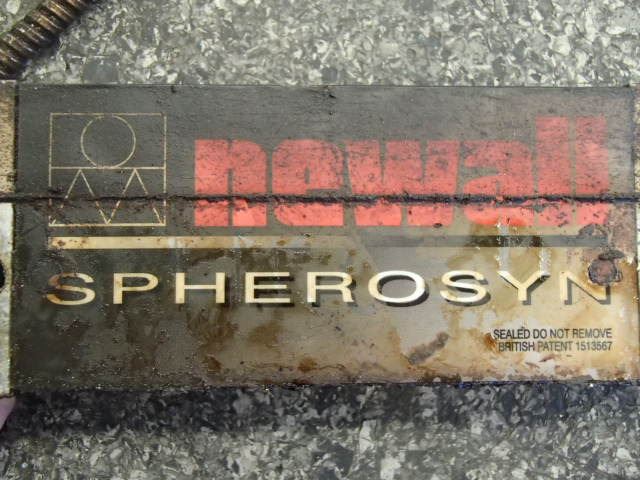 newall
SPHEROSYN
SEALED DO NOT REMOVE
BRITISH PATENT 1513567